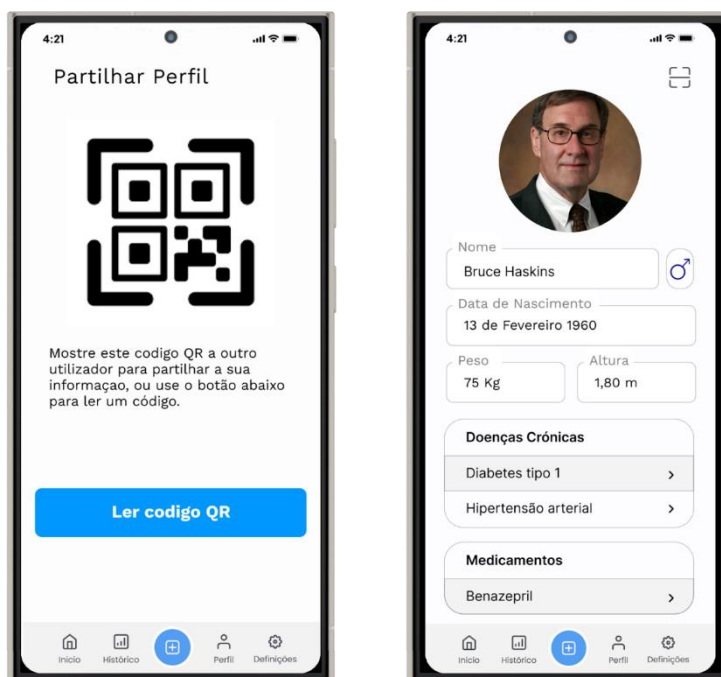 4:21
Partilhar Perfil
Mostre este codigo QR a outro
utilizador para partilhar a sua
informaçao, ou use o botão abaixo
para ler um código.
Ler codigo QR
Inicio
Histórico
Perfil
Definições
4:21
Nome
Bruce Haskins
Data de Nascimento
13 de Fevereiro 1960
Peso
75 Kg
Altura
1,80 m
Doenças Crónicas
Diabetes tipo 1
Hipertensão arterial
Medicamentos
Benazepril
Inicio
Histórico
Perfil
Definições